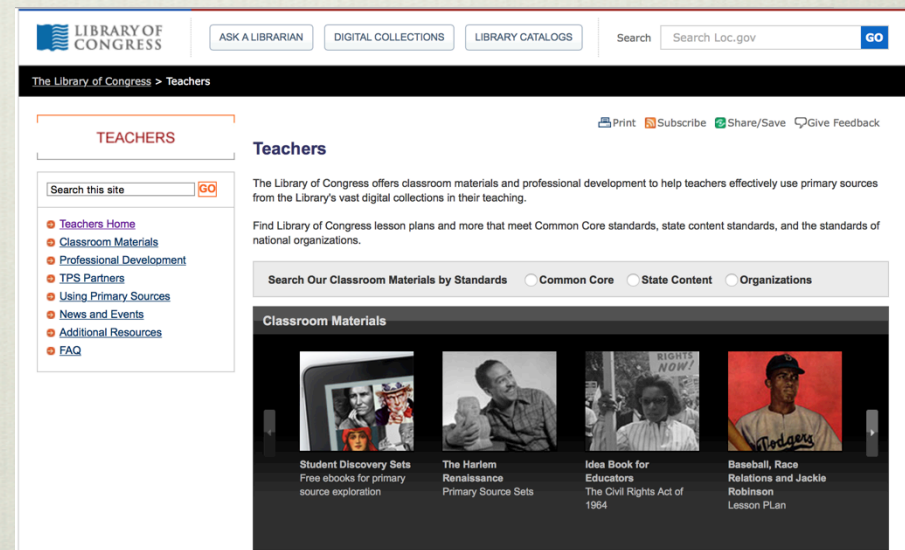 LIBRARY OF
CONGRESS
ASK A LIBRARIAN
DIGITAL COLLECTIONS
LIBRARY CATALOGS
Search
Search Loc.gov
GO
The Library of Congress > Teachers
TEACHERS
Search this site
GO
Teachers Home
Classroom Materials
Professional Development
TPS Partners
Using Primary Sources
News and Events
Additional Resources
FAQ
Print
Subscribe
Share/Save
Give Feedback
Teachers
The Library of Congress offers classroom materials and professional development to help teachers effectively use primary sources
from the Library's vast digital collections in their teaching.
Find Library of Congress lesson plans and more that meet Common Core standards, state content standards, and the standards of
national organizations.
Search Our Classroom Materials by Standards
Common Core
State Content
Organizations
Classroom Materials
Student Discovery Sets
Free ebooks for primary
source exploration
The Harlem
Renaissance
Primary Source Sets
RIGHTS
NOW!
Idea Book for
Educators
The Civil Rights Act of
1964
Dodgers
Baseball, Race
Relations and Jackie
Robinson
Lesson PLan